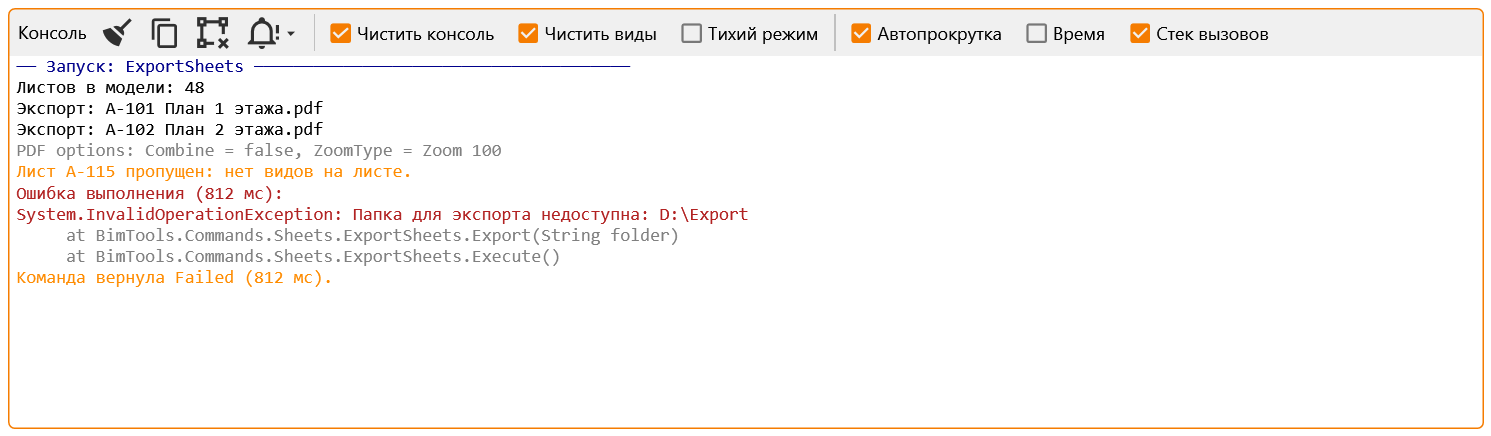 Консоль Чистить консоль Чистить виды Тихий режим Автопрокрутка Время Стек вызовов
── Запуск: ExportSheets ──────────────────────────────────────
Листов в модели: 48
Экспорт: А-101 План 1 этажа.pdf
Экспорт: А-102 План 2 этажа.pdf
PDF options: Combine = false, ZoomType = Zoom 100
Лист А-115 пропущен: нет видов на листе.
Ошибка выполнения (812 мс):
System.InvalidOperationException: Папка для экспорта недоступна: D:\Export
     at BimTools.Commands.Sheets.ExportSheets.Export(String folder)
     at BimTools.Commands.Sheets.ExportSheets.Execute()
Команда вернула Failed (812 мс).